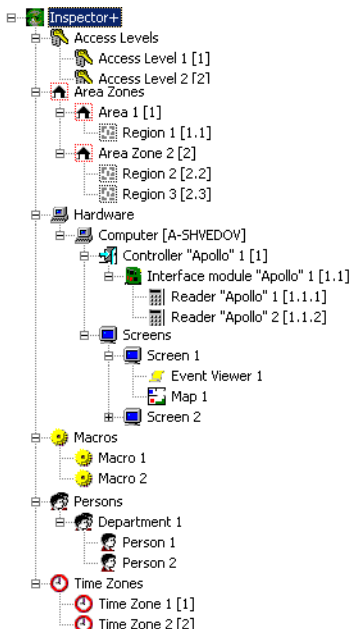 Inspector+
Access Levels
Access Level 1 [1]
Access Level 2 [2]
Area Zones
Area 1 [1]
Region 1 [1.1]
Area Zone 2 [2]
Region 2 [2.2]
Region 3 [2.3]
Hardware
Computer [A-SHVEDOV]
Controller "Apollo" 1 [1]
Interface module "Apollo" 1 [1.1]
Reader "Apollo" 1 [1.1.1]
Reader "Apollo" 2 [1.1.2]
Screens
Screen 1
Event Viewer 1
Map 1
Screen 2
Macros
Macro 1
Macro 2
Persons
Department 1
Person 1
Person 2
Time Zones
Time Zone 1 [1]
Time Zone 2 [2]